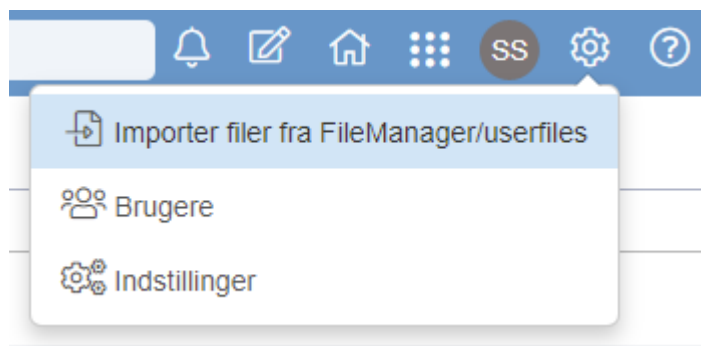 SS
Importer filer fra FileManager/userfiles
Brugere
Indstillinger